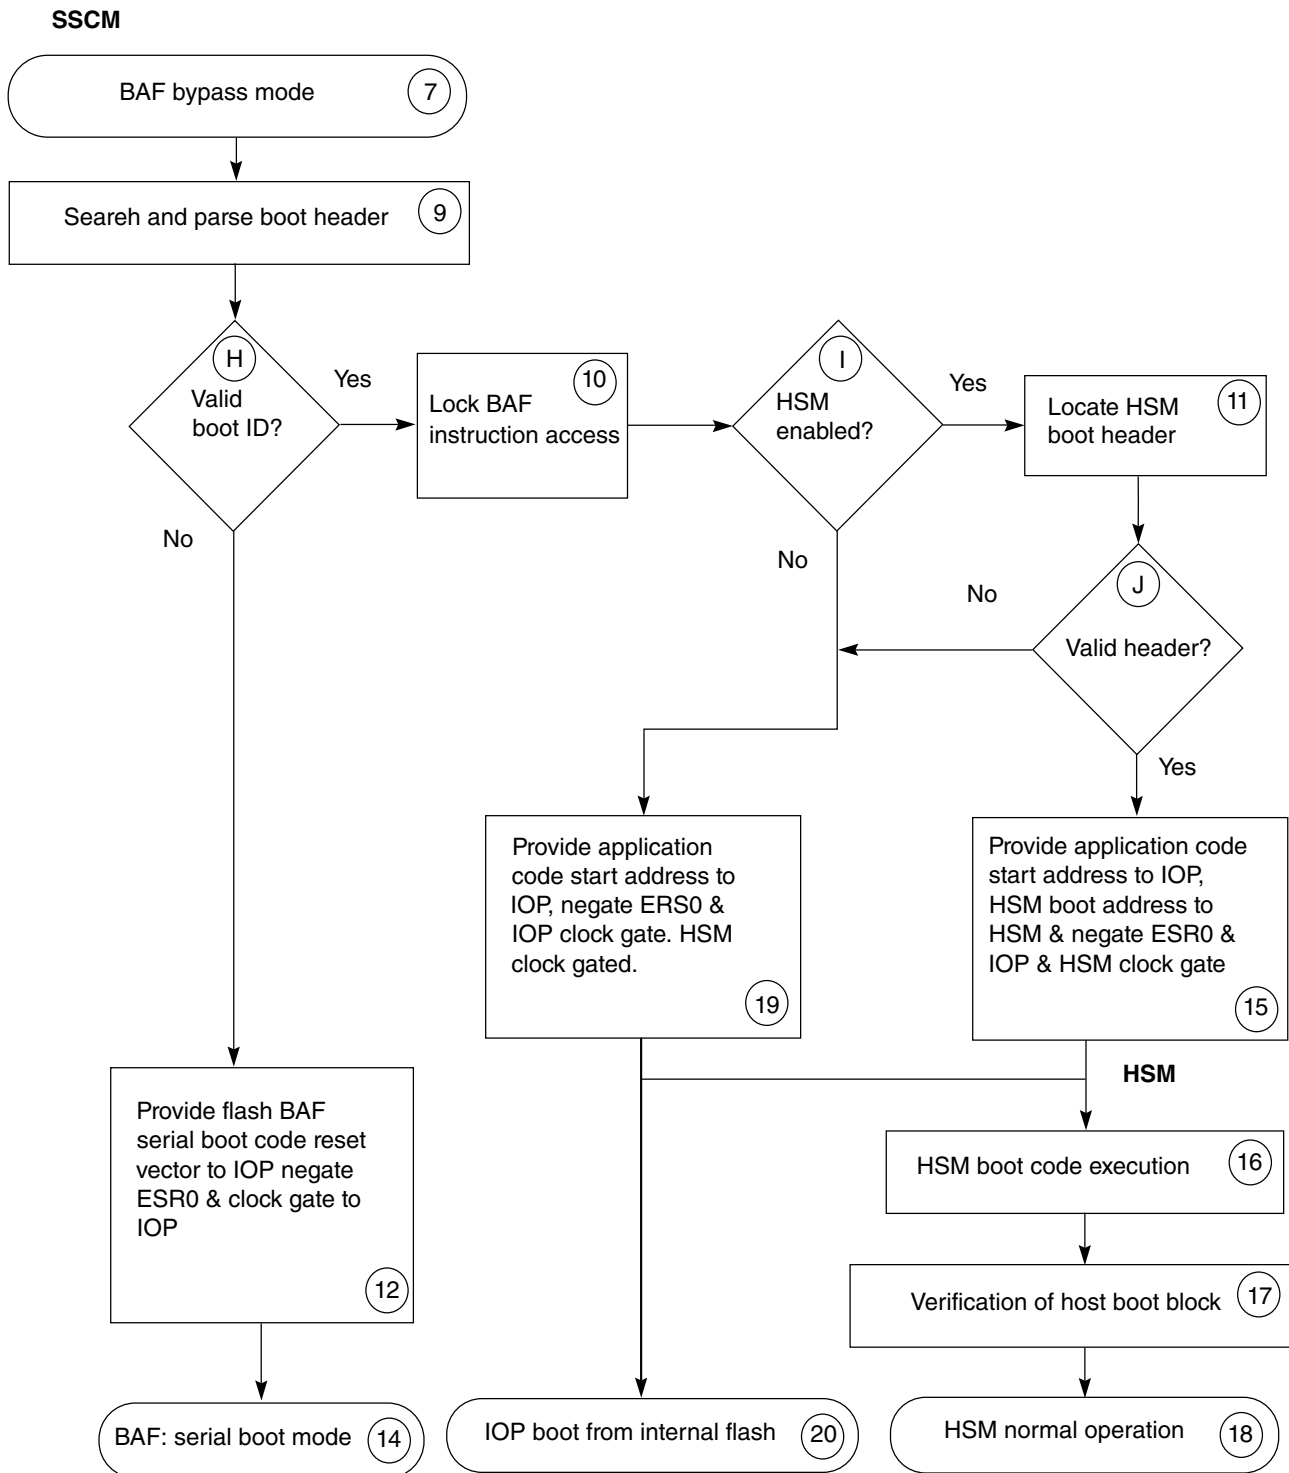 SSCM
BAF bypass mode
7
Seareh and parse boot header
9
H
Valid
boot ID?
Yes
No
10
Lock BAF
instruction access
I
HSM
enabled?
Yes
No
11
Locate HSM
boot header
J
Valid header?
No
Yes
Provide application
code start address to
IOP, negate ERS0 &
IOP clock gate. HSM
clock gated.
19
Provide application code
start address to IOP,
HSM boot address to
HSM & negate ESR0 &
IOP & HSM clock gate
15
HSM
Provide flash BAF
serial boot code reset
vector to IOP negate
ESR0 & clock gate to
IOP
12
HSM boot code execution
16
Verification of host boot block
17
BAF: serial boot mode
14
IOP boot from internal flash
20
HSM normal operation
18